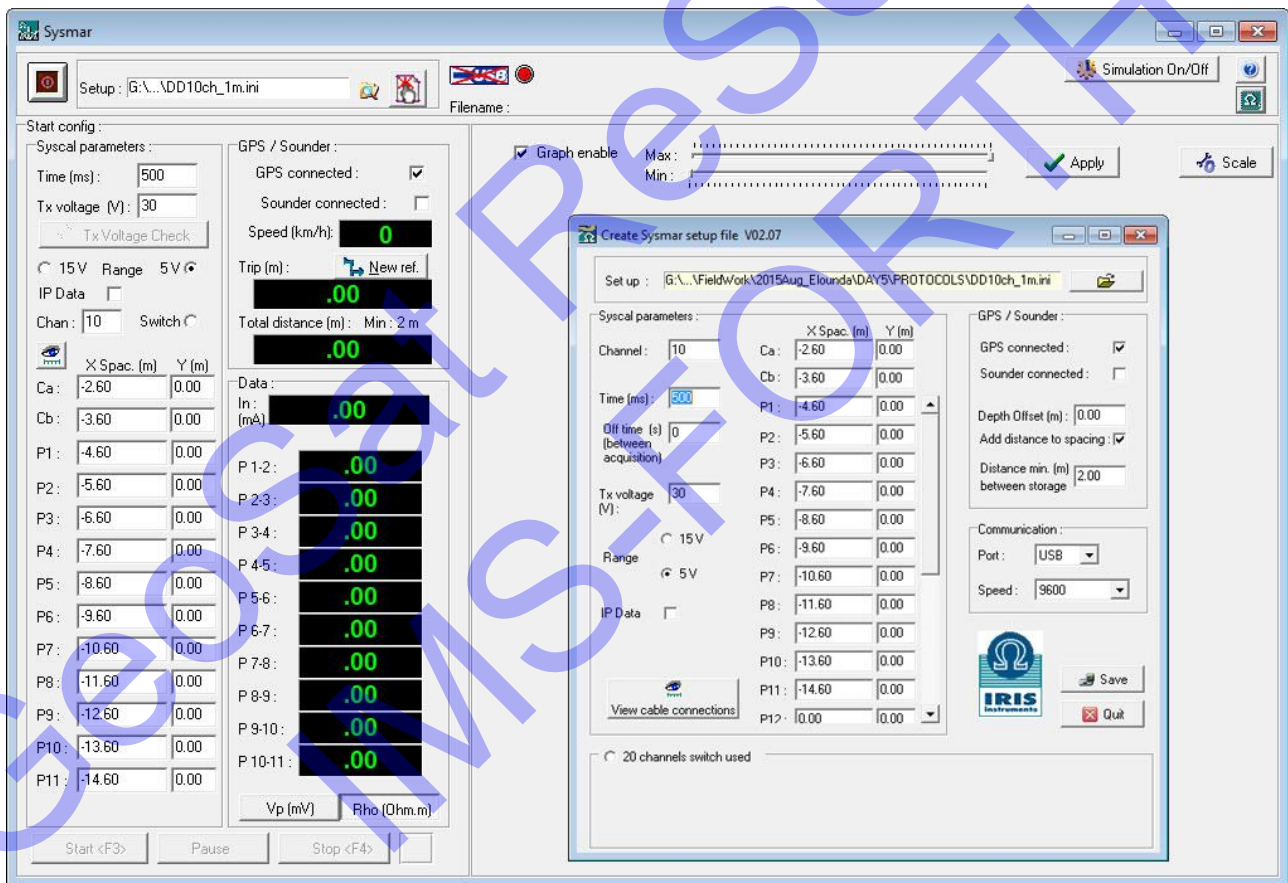 Sysmar
Setup : G:\...\DD10ch_1m.ini
USB
Filename :
Simulation On/Off
Start config :
Syscal parameters :
Time (ms) : 500
Tx voltage (V) : 30
Tx Voltage Check
15 V Range 5 V
IP Data
Chan : 10 Switch
X Spac. (m) Y (m)
Ca : -2.60 0.00
Cb : -3.60 0.00
P1 : -4.60 0.00
P2 : -5.60 0.00
P3 : -6.60 0.00
P4 : -7.60 0.00
P5 : -8.60 0.00
P6 : -9.60 0.00
P7 : -10.60 0.00
P8 : -11.60 0.00
P9 : -12.60 0.00
P10 : -13.60 0.00
P11 : -14.60 0.00
GPS / Sounder :
GPS connected :
Sounder connected :
Speed (km/h): 0
Trip (m) : New ref.
.00
Total distance (m) : Min : 2 m
.00
Data :
In : (mA) .00
P 1-2 : .00
P 2-3 : .00
P 3-4 : .00
P 4-5 : .00
P 5-6 : .00
P 6-7 : .00
P 7-8 : .00
P 8-9 : .00
P 9-10 : .00
P 10-11 : .00
Vp (mV) Rho (Ohm.m)
Start <F3> Pause Stop <F4>
Graph enable
Max :
Min :
Apply
Scale
Create Sysmar setup file V02.07
Set up : G:\...\FieldWork\2015Aug_Elounda\DAY5\PROTOCOLS\DD10ch_1m.ini
Syscal parameters :
Channel : 10
Time (ms) : 500
Off time (s) 0
(between
acquisition)
Tx voltage 30
(V) :
15 V
Range
5 V
IP Data
View cable connections
X Spac. (m) Y (m)
Ca : -2.60 0.00
Cb : -3.60 0.00
P1 : -4.60 0.00
P2 : -5.60 0.00
P3 : -6.60 0.00
P4 : -7.60 0.00
P5 : -8.60 0.00
P6 : -9.60 0.00
P7 : -10.60 0.00
P8 : -11.60 0.00
P9 : -12.60 0.00
P10 : -13.60 0.00
P11 : -14.60 0.00
P12 : 0.00 0.00
GPS / Sounder :
GPS connected :
Sounder connected :
Depth Offset (m) : 0.00
Add distance to spacing :
Distance min. (m) 2.00
between storage
Communication :
Port : USB
Speed : 9600
IRIS
Instruments
Save
Quit
20 channels switch used
GeoSat Res
IMS-FORTH